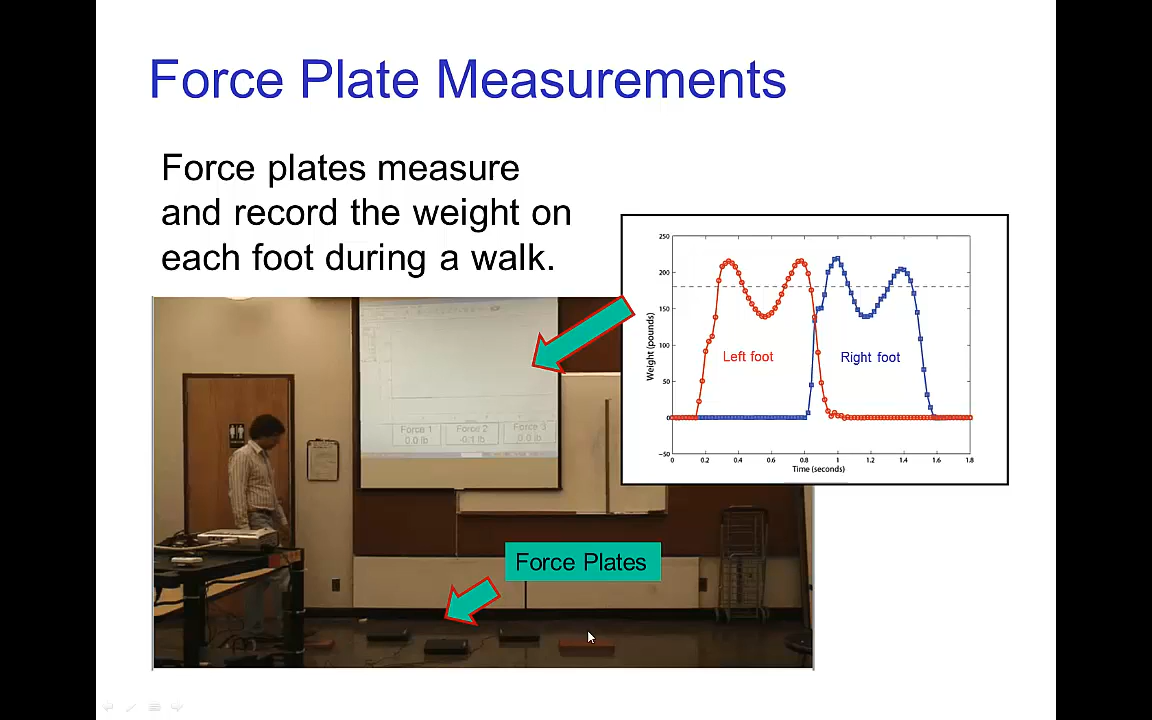 Force Plate Measurements
Force plates measure
and record the weight on
each foot during a walk.
250
200
150
100
50
0
−50
Weight (pounds)
Left foot
Right foot
0 0.2 0.4 0.6 0.8 1 1.2 1.4 1.6 1.8
Time (seconds)
Force 1 Force 2 Force 3
0.0 lb -0.1 lb 0.0 lb
Force Plates